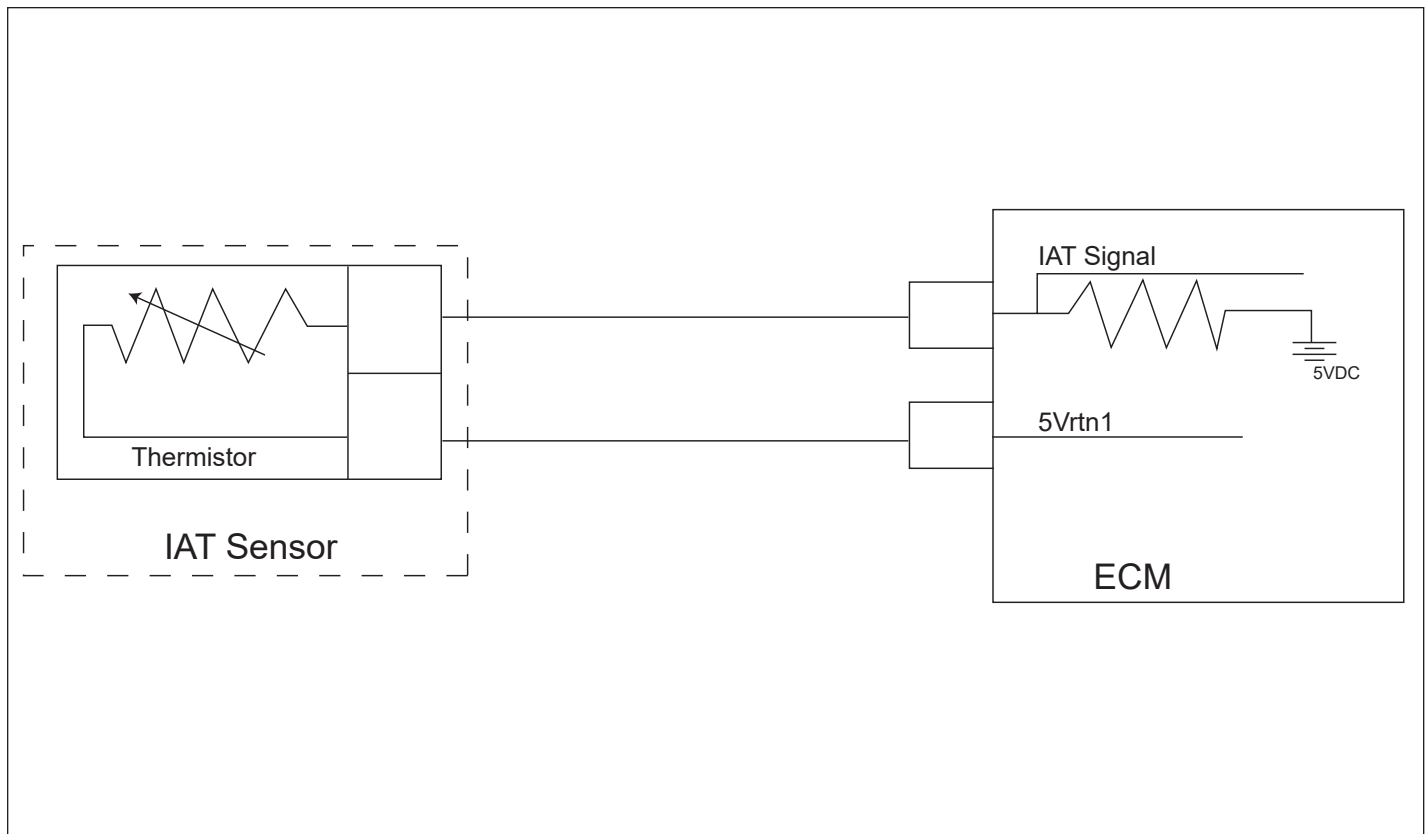 IAT Signal
5VDC
5Vrtn1
Thermistor
IAT Sensor
ECM